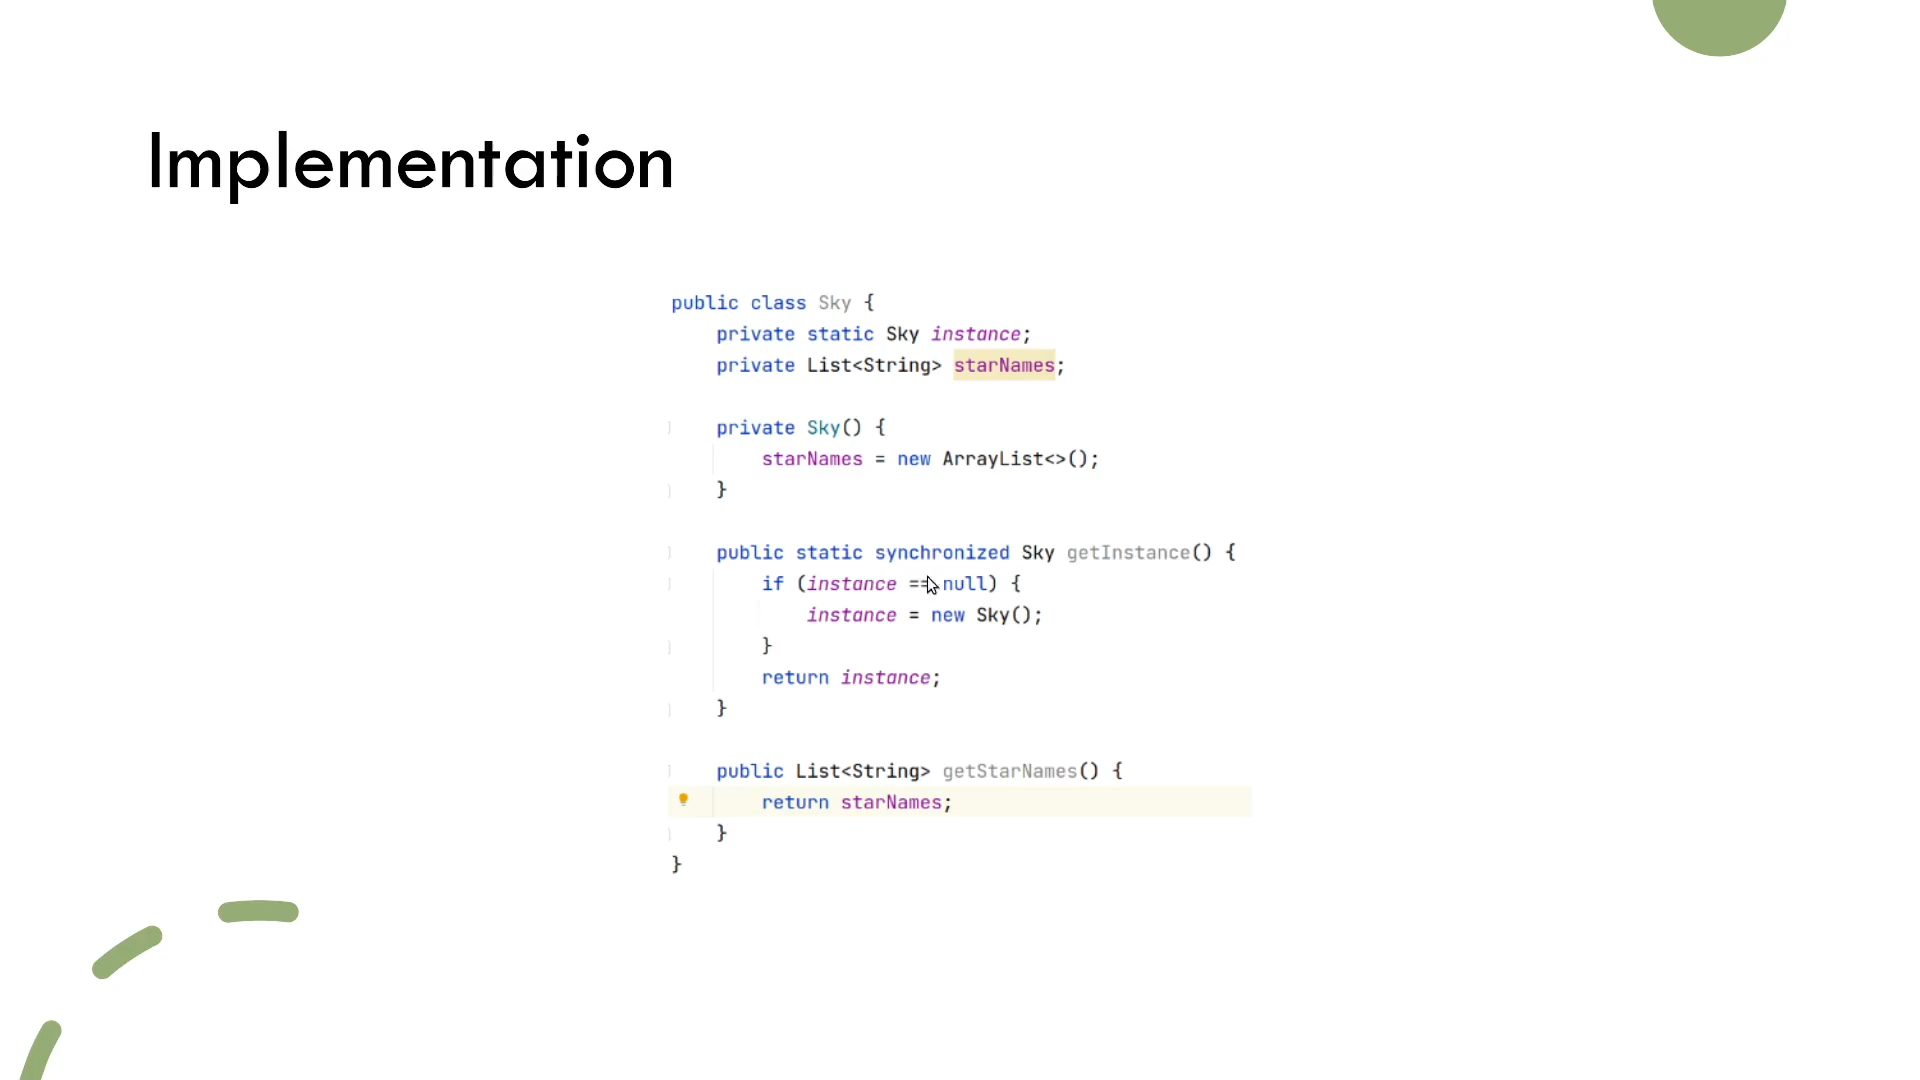 Implementation
public class Sky {
    private static Sky instance;
    private List<String> starNames;

    private Sky() {
        starNames = new ArrayList<>();
    }

    public static synchronized Sky getInstance() {
        if (instance == null) {
            instance = new Sky();
        }
        return instance;
    }

    public List<String> getStarNames() {
        return starNames;
    }
}